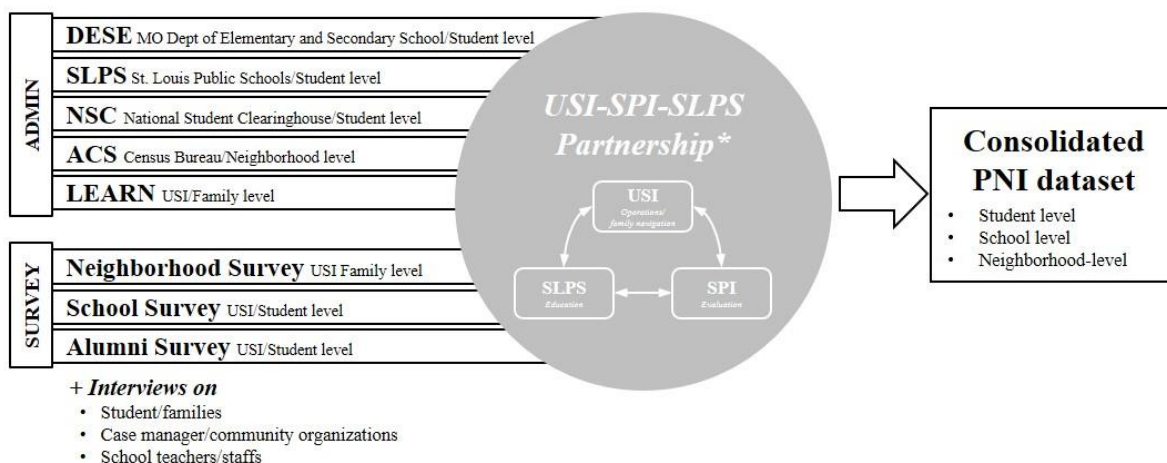 ADMIN
DESE MO Dept of Elementary and Secondary School/Student level
SLPS St. Louis Public Schools/Student level
NSC National Student Clearinghouse/Student level
ACS Census Bureau/Neighborhood level
LEARN USI/Family level
SURVEY
Neighborhood Survey USI Family level
School Survey USI/Student level
Alumni Survey USI/Student level
+ Interviews on
• Student/families
• Case manager/community organizations
• School teachers/staffs
USI-SPI-SLPS
Partnership*
USI
Operations/
family navigation
SLPS
Education
SPI
Evaluation
Consolidated
PNI dataset
• Student level
• School level
• Neighborhood-level